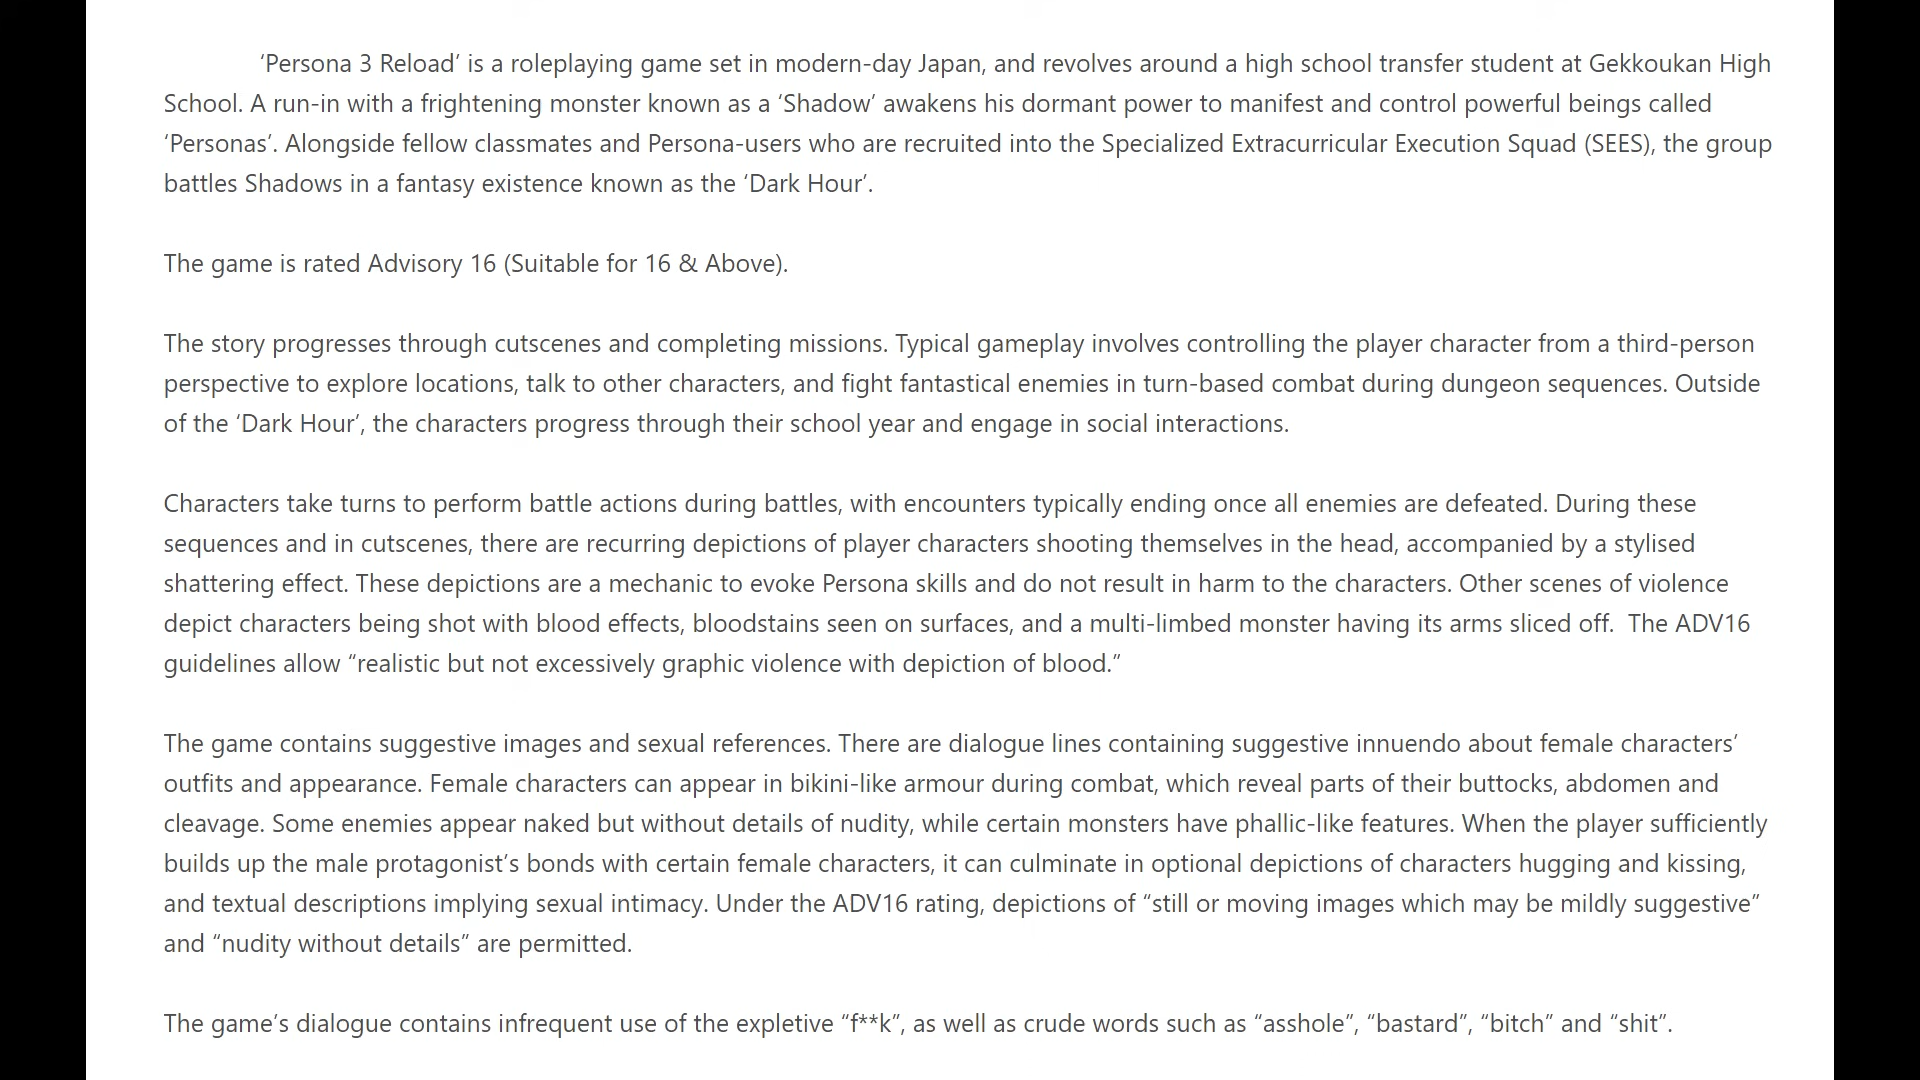 ‘Persona 3 Reload’ is a roleplaying game set in modern-day Japan, and revolves around a high school transfer student at Gekkoukan High
School. A run-in with a frightening monster known as a ‘Shadow’ awakens his dormant power to manifest and control powerful beings called
‘Personas’. Alongside fellow classmates and Persona-users who are recruited into the Specialized Extracurricular Execution Squad (SEES), the group
battles Shadows in a fantasy existence known as the ‘Dark Hour’.
The game is rated Advisory 16 (Suitable for 16 & Above).
The story progresses through cutscenes and completing missions. Typical gameplay involves controlling the player character from a third-person
perspective to explore locations, talk to other characters, and fight fantastical enemies in turn-based combat during dungeon sequences. Outside
of the ‘Dark Hour’, the characters progress through their school year and engage in social interactions.
Characters take turns to perform battle actions during battles, with encounters typically ending once all enemies are defeated. During these
sequences and in cutscenes, there are recurring depictions of player characters shooting themselves in the head, accompanied by a stylised
shattering effect. These depictions are a mechanic to evoke Persona skills and do not result in harm to the characters. Other scenes of violence
depict characters being shot with blood effects, bloodstains seen on surfaces, and a multi-limbed monster having its arms sliced off.  The ADV16
guidelines allow “realistic but not excessively graphic violence with depiction of blood.”
The game contains suggestive images and sexual references. There are dialogue lines containing suggestive innuendo about female characters’
outfits and appearance. Female characters can appear in bikini-like armour during combat, which reveal parts of their buttocks, abdomen and
cleavage. Some enemies appear naked but without details of nudity, while certain monsters have phallic-like features. When the player sufficiently
builds up the male protagonist’s bonds with certain female characters, it can culminate in optional depictions of characters hugging and kissing,
and textual descriptions implying sexual intimacy. Under the ADV16 rating, depictions of “still or moving images which may be mildly suggestive”
and “nudity without details” are permitted.
The game’s dialogue contains infrequent use of the expletive “f**k”, as well as crude words such as “asshole”, “bastard”, “bitch” and “shit”.